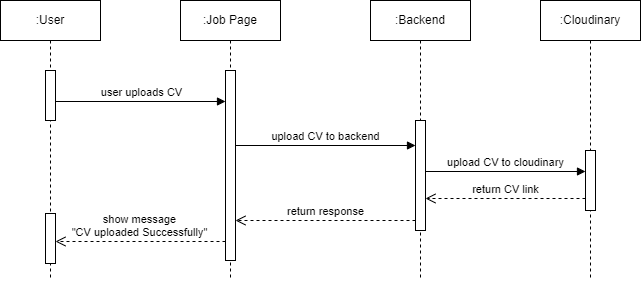 :User
:Job Page
:Backend
:Cloudinary
user uploads CV
upload CV to backend
upload CV to cloudinary
return CV link
return response
show message
"CV uploaded Successfully"